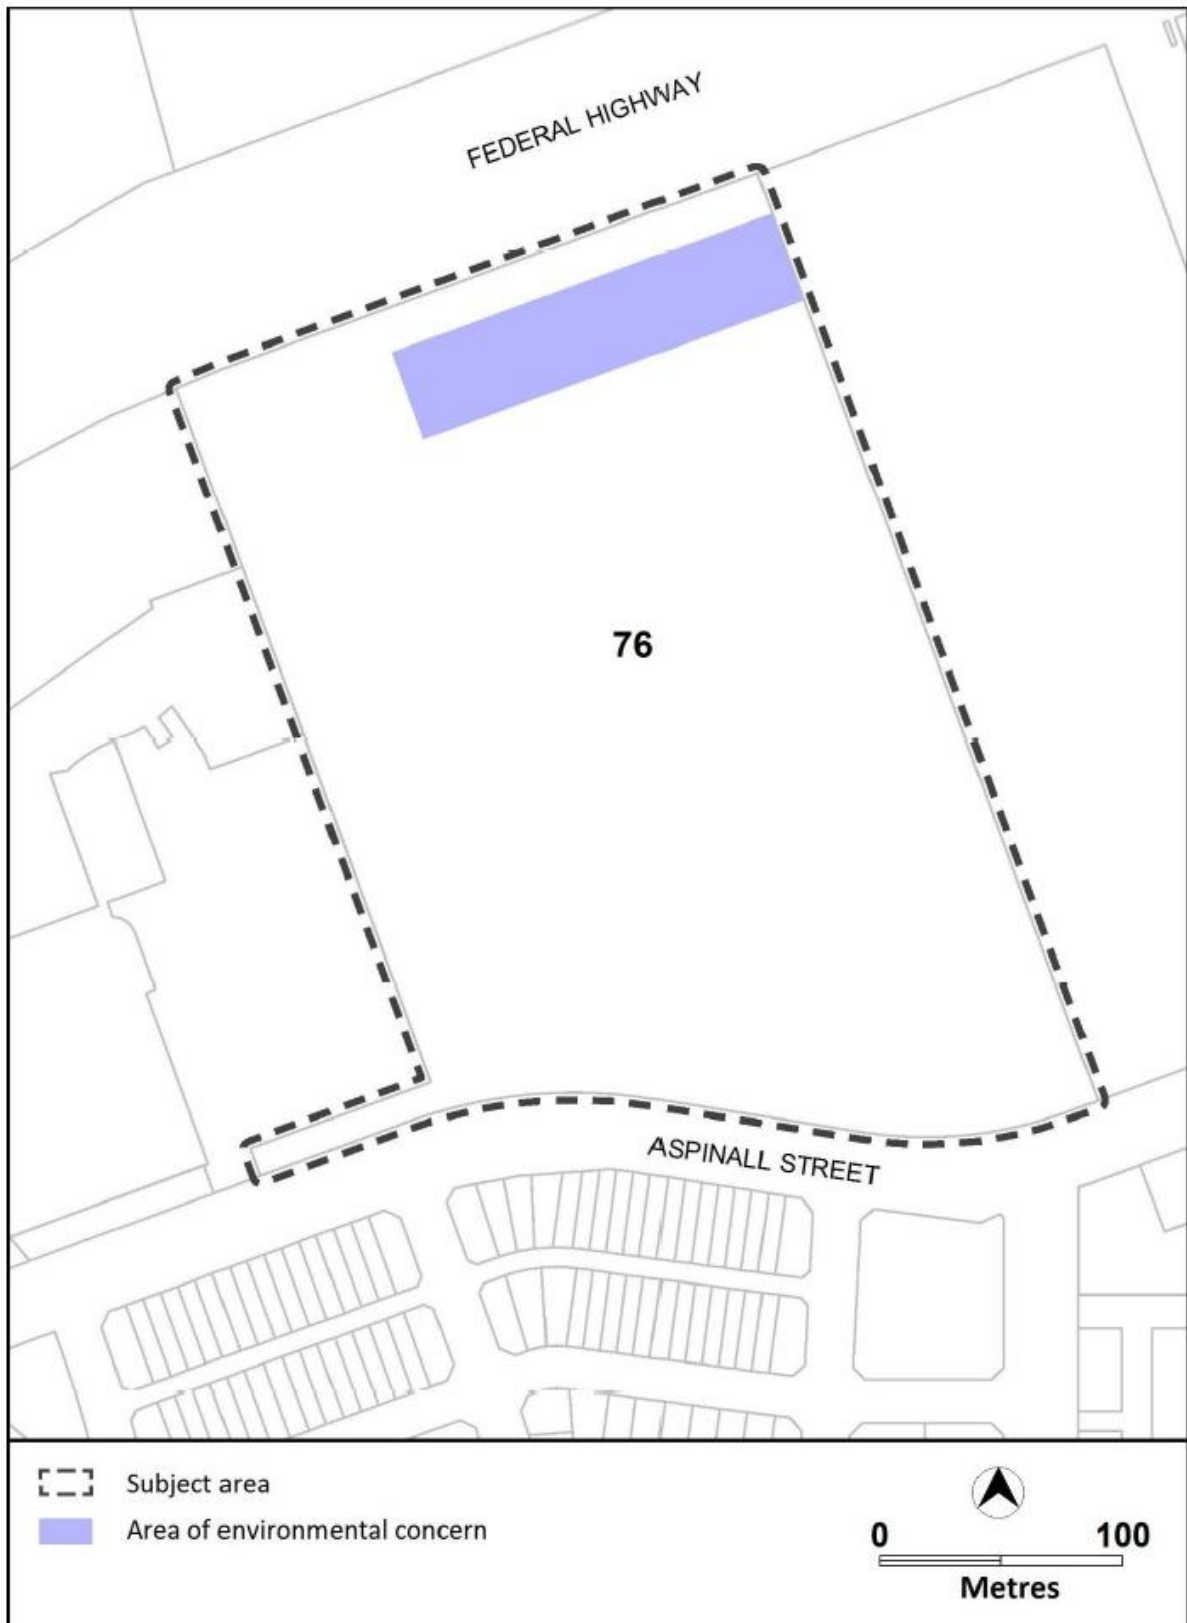 FEDERAL HIGHWAY
76
ASPINALL STREET
Subject area
Area of environmental concern
0 100
Metres